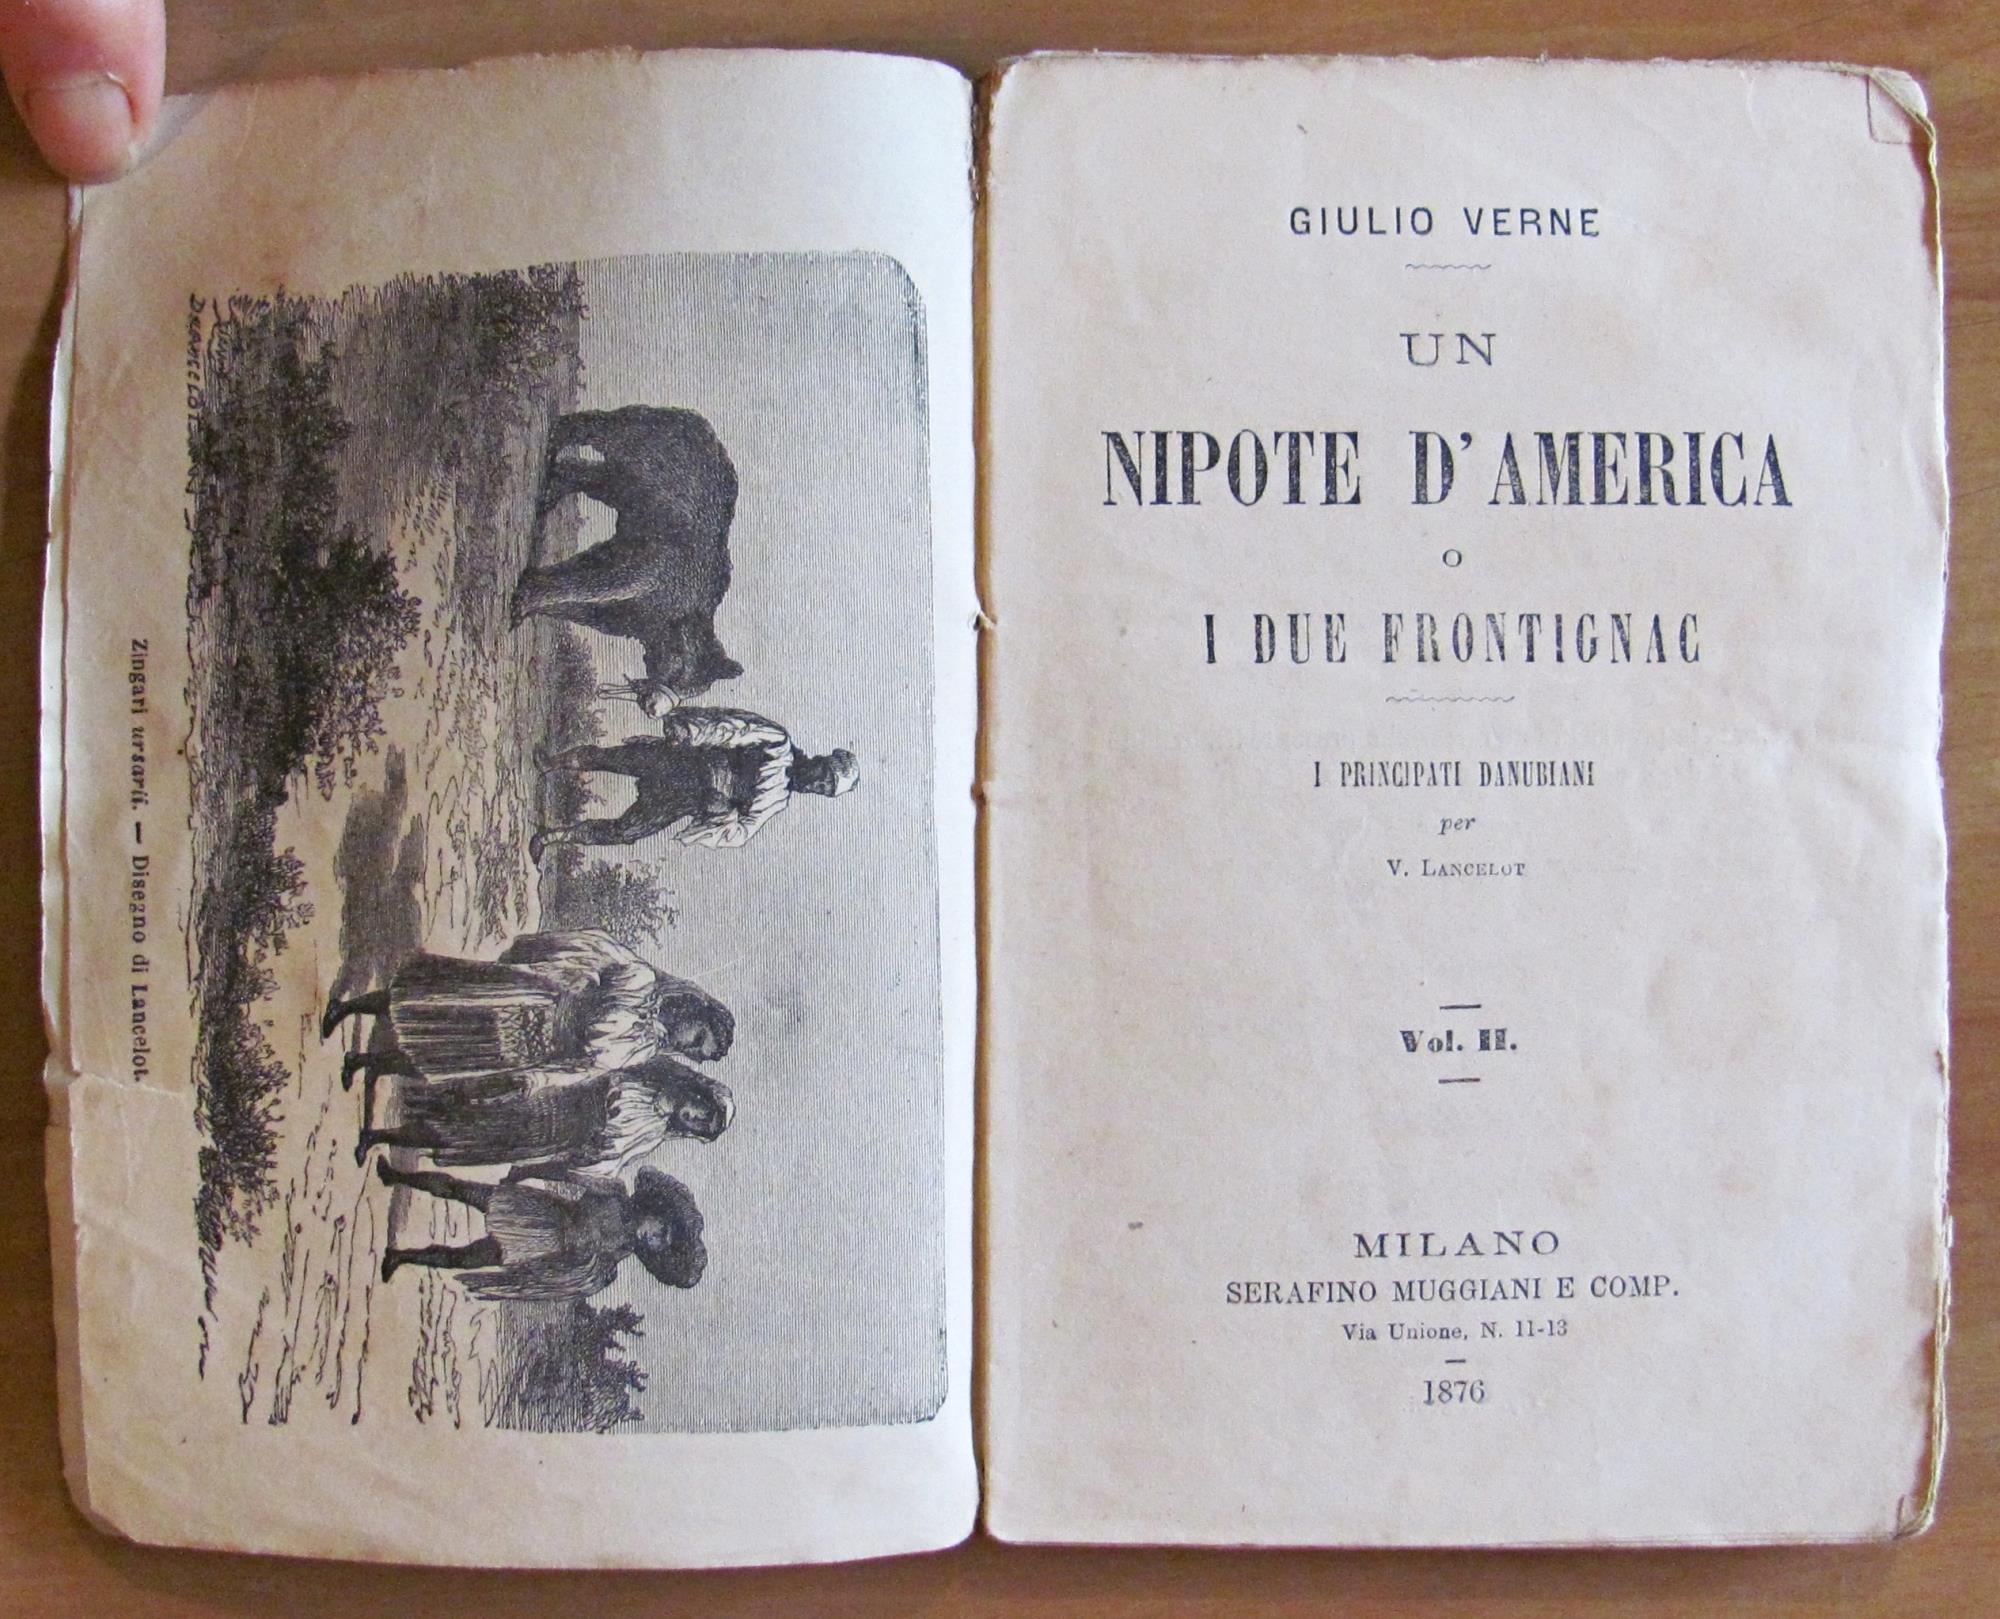 Zingari ursarii. — Disegno di Lancelot.
GIULIO VERNE
UN
NIPOTE D'AMERICA
O
I DUE FRONTIGNAC
I PRINCIPATI DANUBIANI
per
V. LANCELOT
Vol. II.
MILANO
SERAFINO MUGGIANI E COMP.
Via Unione, N. 11-13
1876